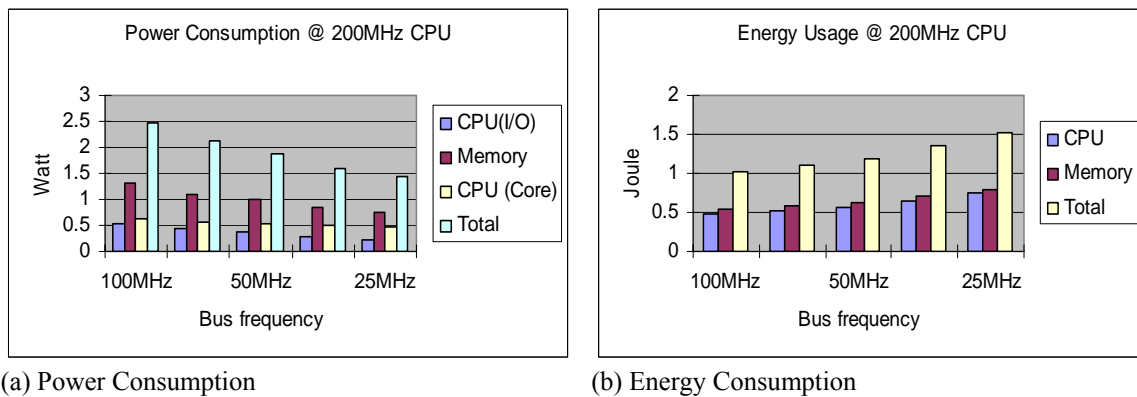 Power Consumption @ 200MHz CPU
3
2.5
2
1.5
1
0.5
0
Watt
100MHz 50MHz 25MHz
Bus frequency
CPU(I/O)
Memory
CPU (Core)
Total
(a) Power Consumption
Energy Usage @ 200MHz CPU
2
1.5
1
0.5
0
Joule
100MHz 50MHz 25MHz
Bus frequency
CPU
Memory
Total
(b) Energy Consumption